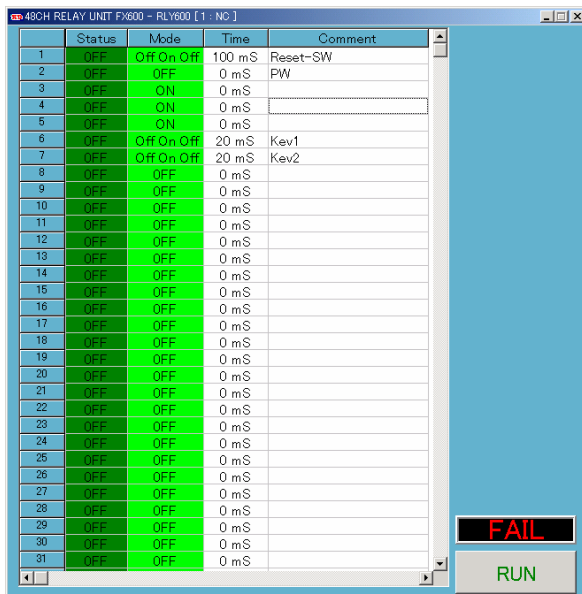 48CH RELAY UNIT FX600 - RLY600 [ 1 : NC ]
Status Mode Time Comment
1 OFF Off On Off 100 mS Reset-SW
2 OFF OFF 0 mS PW
3 OFF ON 0 mS
4 OFF ON 0 mS
5 OFF ON 0 mS
6 OFF Off On Off 20 mS Kev1
7 OFF Off On Off 20 mS Kev2
8 OFF OFF 0 mS
9 OFF OFF 0 mS
10 OFF OFF 0 mS
11 OFF OFF 0 mS
12 OFF OFF 0 mS
13 OFF OFF 0 mS
14 OFF OFF 0 mS
15 OFF OFF 0 mS
16 OFF OFF 0 mS
17 OFF OFF 0 mS
18 OFF OFF 0 mS
19 OFF OFF 0 mS
20 OFF OFF 0 mS
21 OFF OFF 0 mS
22 OFF OFF 0 mS
23 OFF OFF 0 mS
24 OFF OFF 0 mS
25 OFF OFF 0 mS
26 OFF OFF 0 mS
27 OFF OFF 0 mS
28 OFF OFF 0 mS
29 OFF OFF 0 mS
30 OFF OFF 0 mS
31 OFF OFF 0 mS
FAIL
RUN